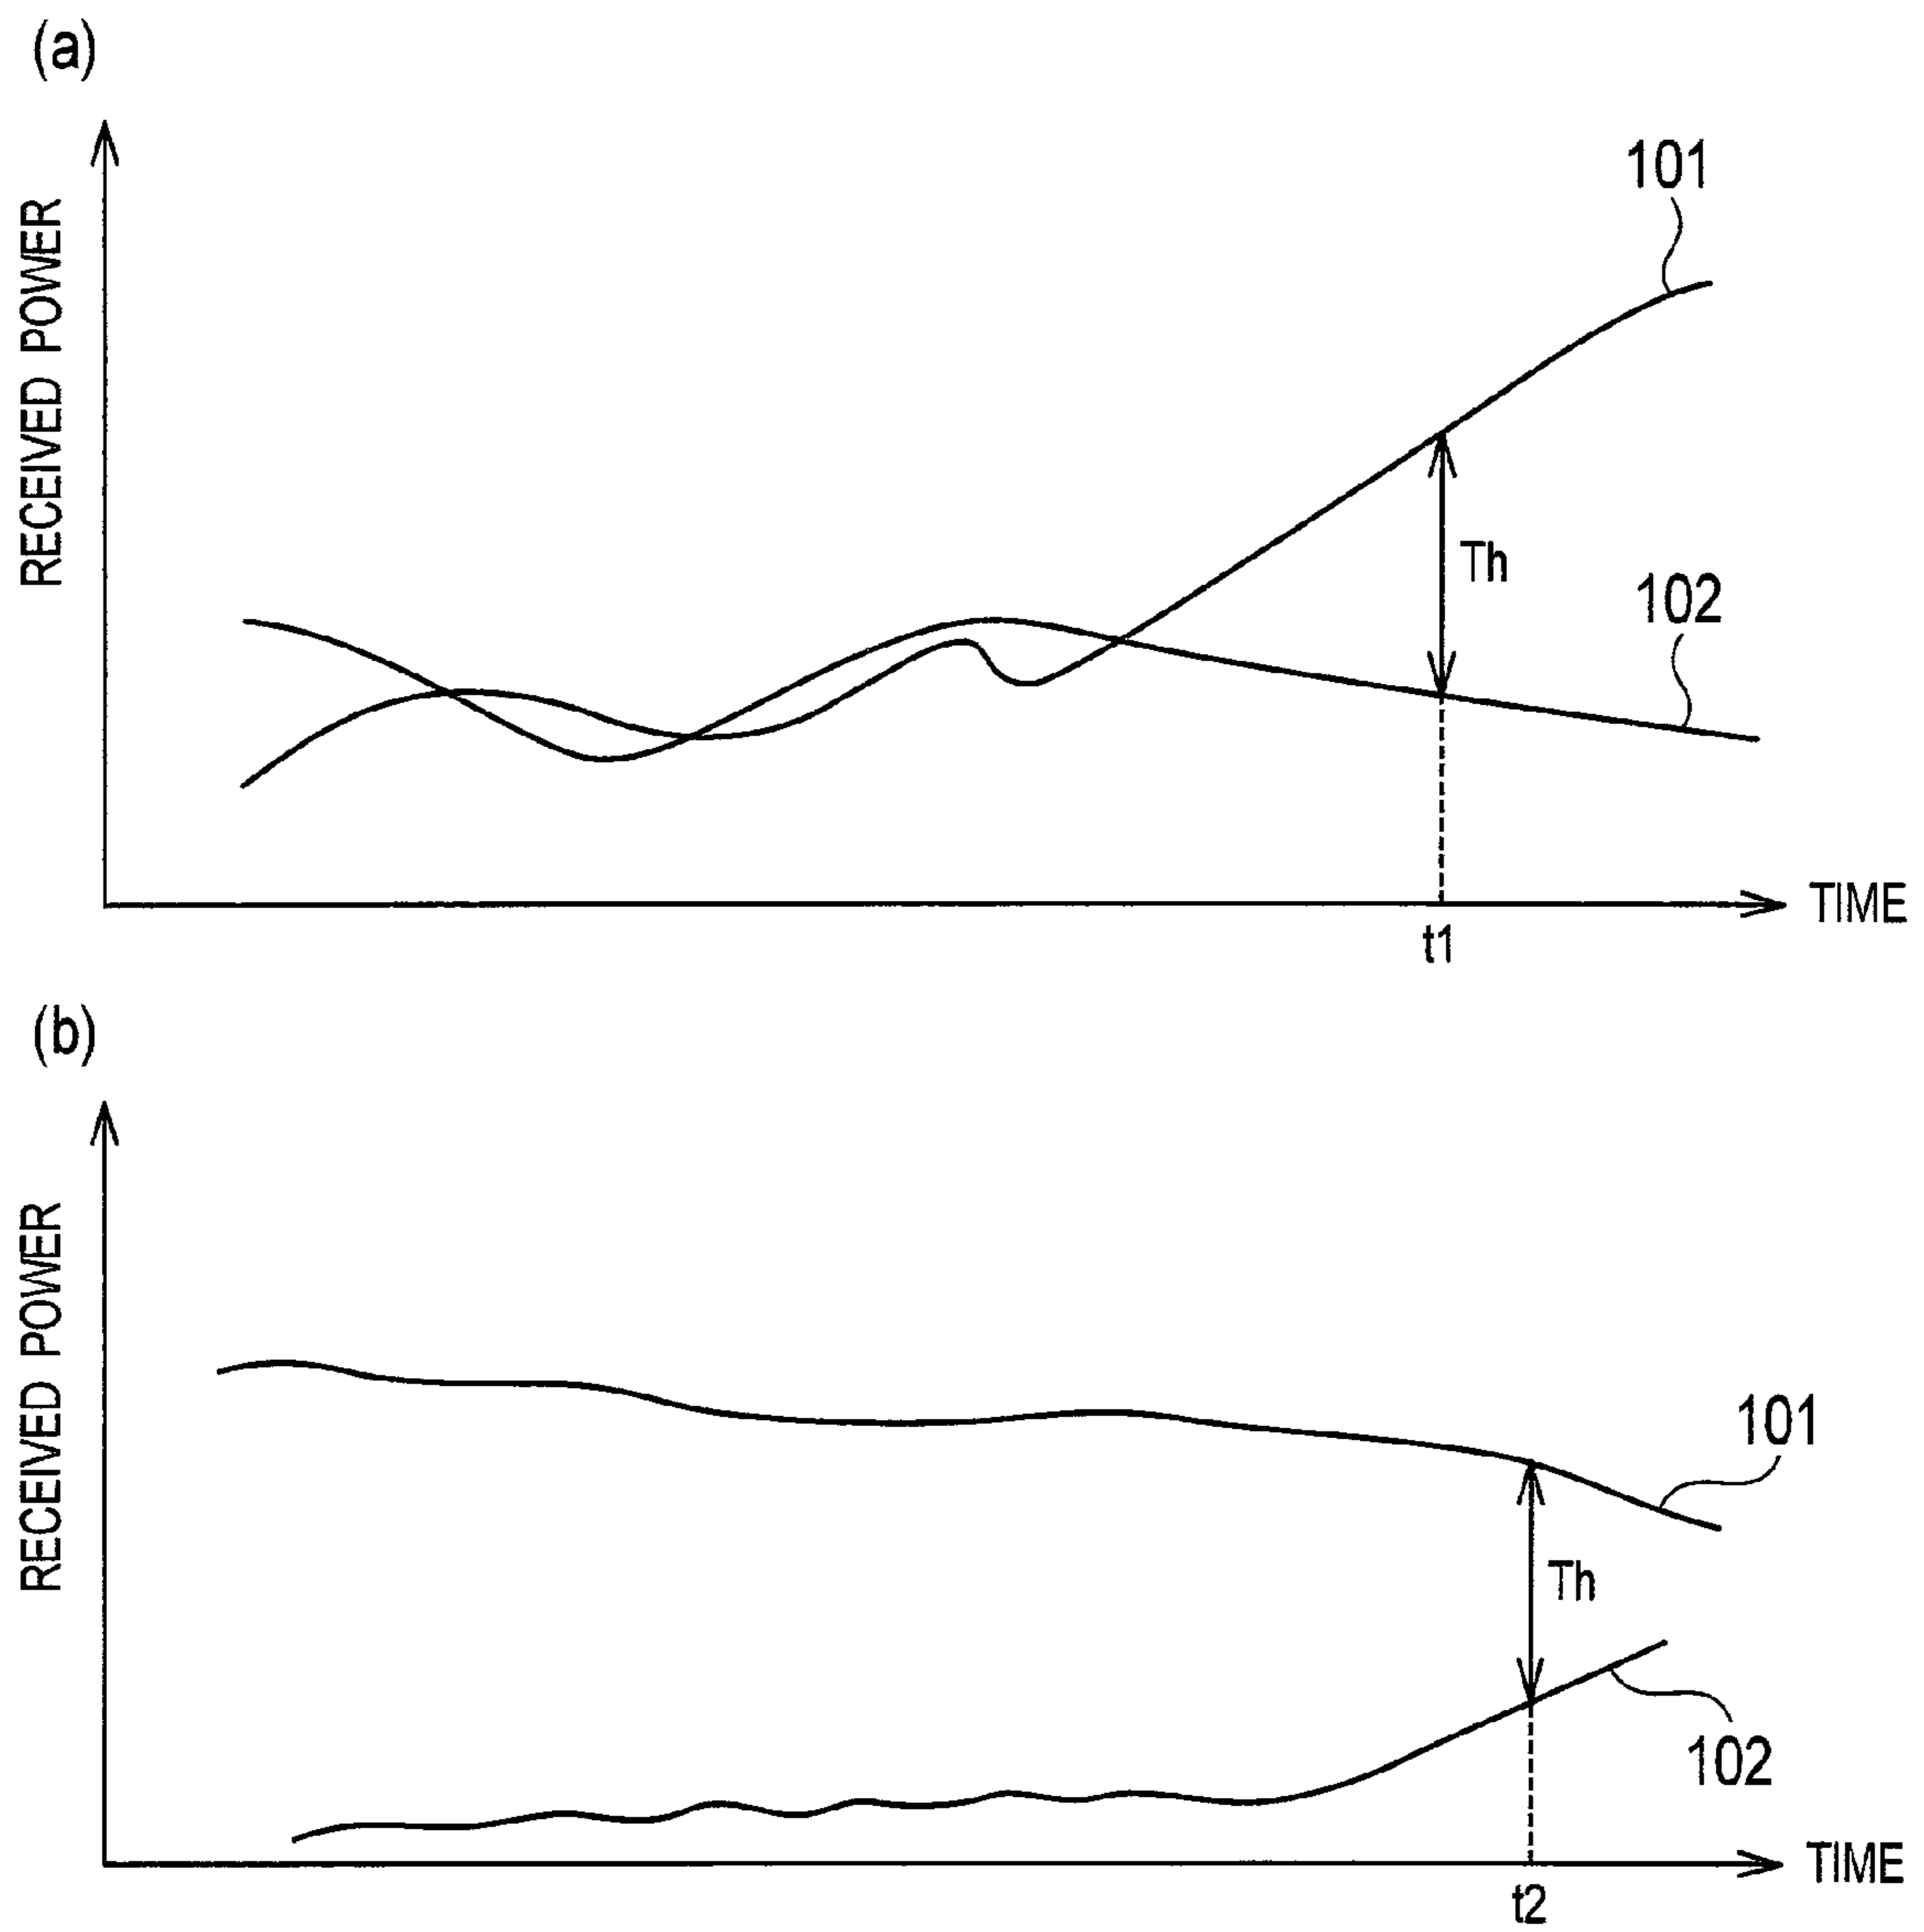 (a)
RECEIVED POWER
101
Th
102
TIME
t1
(b)
RECEIVED POWER
101
Th
102
TIME
t2